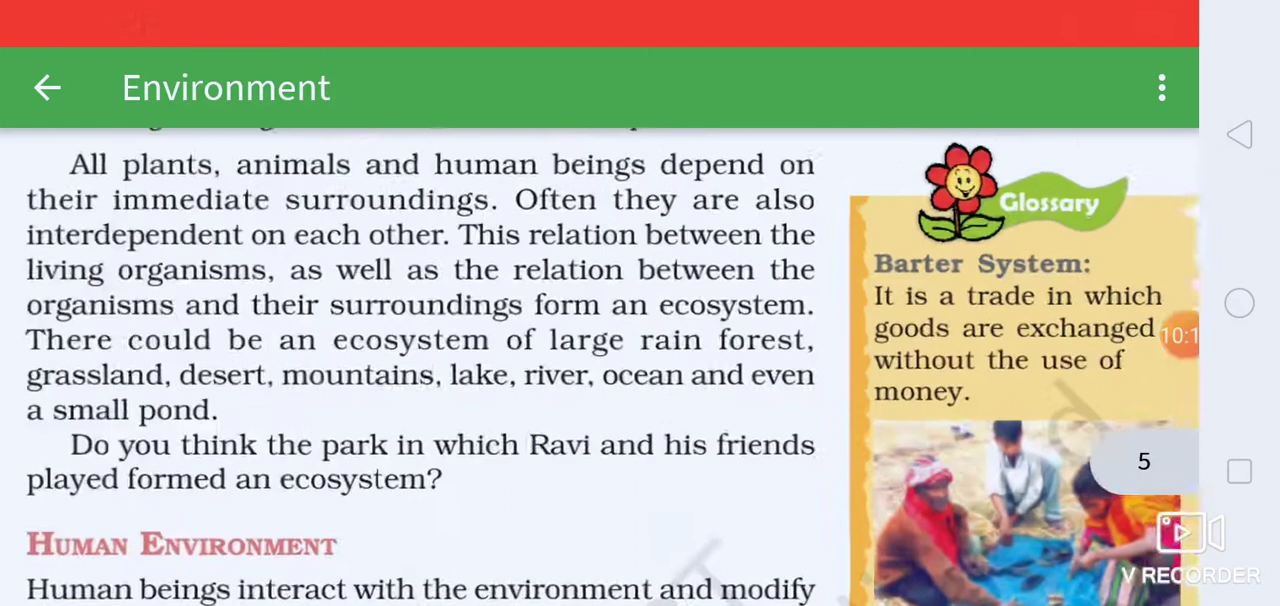 Environment
All plants, animals and human beings depend on
their immediate surroundings. Often they are also
interdependent on each other. This relation between the
living organisms, as well as the relation between the
organisms and their surroundings form an ecosystem.
There could be an ecosystem of large rain forest,
grassland, desert, mountains, lake, river, ocean and even
a small pond.
Do you think the park in which Ravi and his friends
played formed an ecosystem?
HUMAN ENVIRONMENT
Human beings interact with the environment and modify
Glossary
Barter System:
It is a trade in which
goods are exchanged
without the use of
money.
10:1
5
V RECORDER